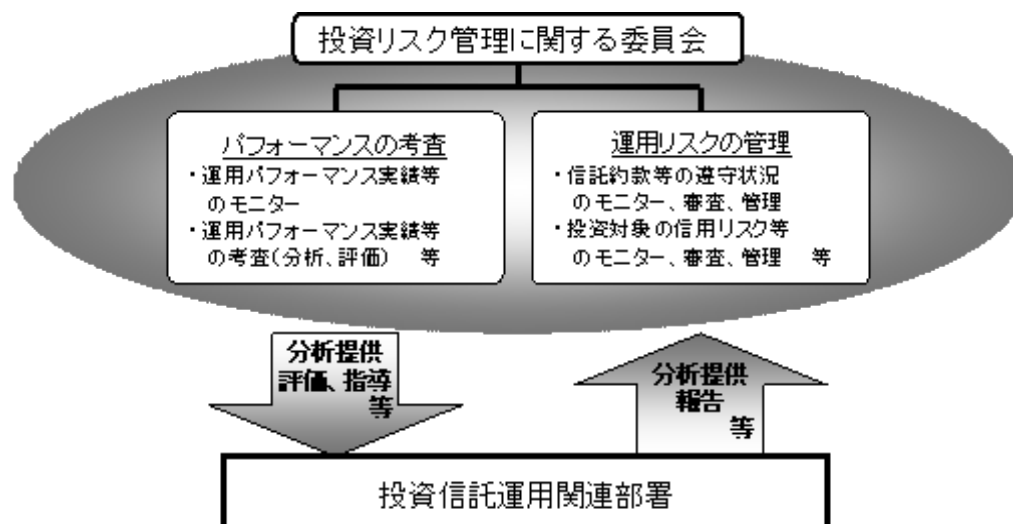 投資リスク管理に関する委員会
パフォーマンスの考査
・運用パフォーマンス実績等
のモニター
・運用パフォーマンス実績等
の考査(分析、評価) 等
運用リスクの管理
・信託約款等の遵守状況
のモニター、審査、管理
・投資対象の信用リスク等
のモニター、審査、管理 等
分析提供
評価、指導
等
分析提供
報告
等
投資信託運用関連部署